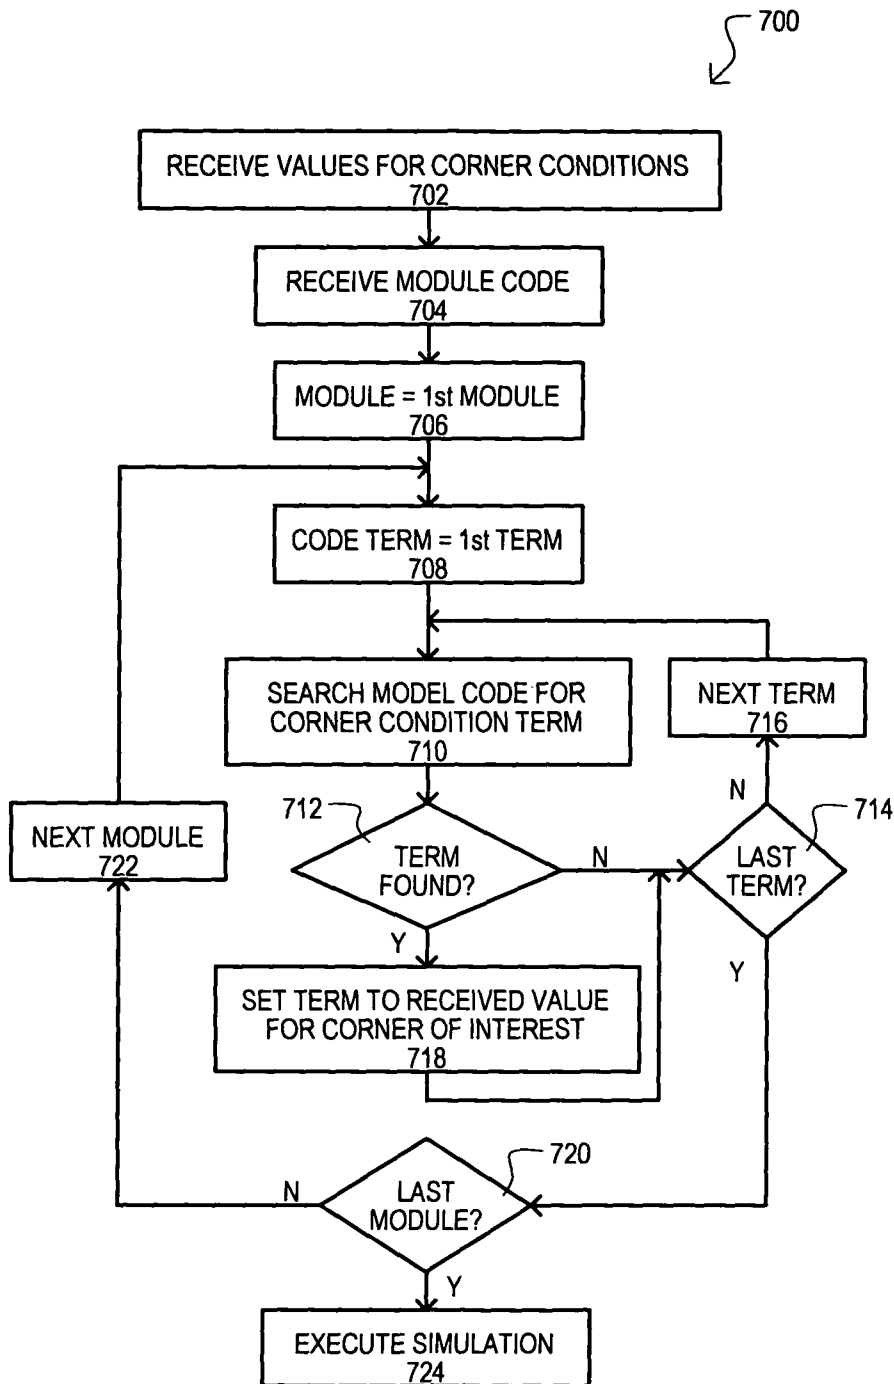 700
RECEIVE VALUES FOR CORNER CONDITIONS
702
RECEIVE MODULE CODE
704
MODULE = 1st MODULE
706
CODE TERM = 1st TERM
708
SEARCH MODEL CODE FOR
CORNER CONDITION TERM
710
NEXT TERM
716
NEXT MODULE
722
712
TERM
FOUND?
N
Y
N
714
LAST
TERM?
Y
SET TERM TO RECEIVED VALUE
FOR CORNER OF INTEREST
718
720
LAST
MODULE?
N
Y
EXECUTE SIMULATION
724